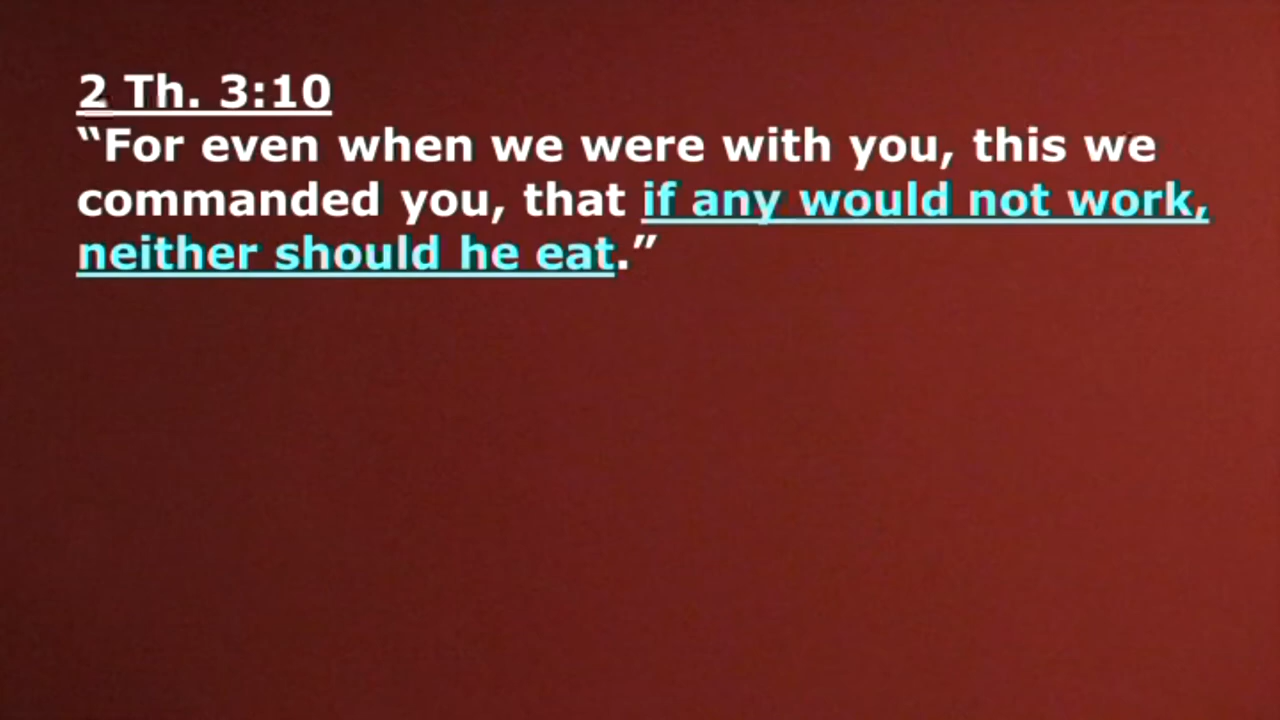 2 Th. 3:10
“For even when we were with you, this we
commanded you, that if any would not work,
neither should he eat.”